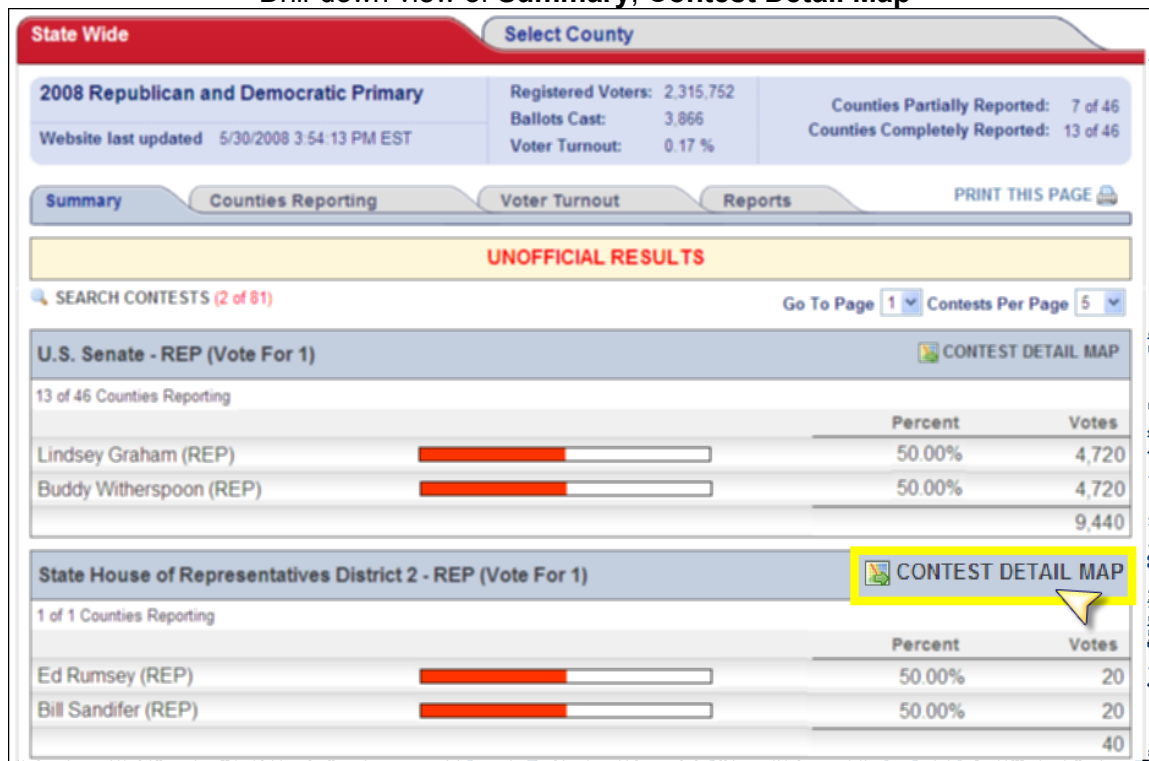 Drill down view of Summary, Contest Detail Map
State Wide Select County
2008 Republican and Democratic Primary
Website last updated 5/30/2008 3:54:13 PM EST
Registered Voters: 2,315,752
Ballots Cast: 3,866
Voter Turnout: 0.17 %
Counties Partially Reported: 7 of 46
Counties Completely Reported: 13 of 46
Summary Counties Reporting Voter Turnout Reports PRINT THIS PAGE
UNOFFICIAL RESULTS
SEARCH CONTESTS (2 of 81) Go To Page 1 Contests Per Page 5
U.S. Senate - REP (Vote For 1) CONTEST DETAIL MAP
13 of 46 Counties Reporting
Percent Votes
Lindsey Graham (REP) 50.00% 4,720
Buddy Witherspoon (REP) 50.00% 4,720
9,440
State House of Representatives District 2 - REP (Vote For 1) CONTEST DETAIL MAP
1 of 1 Counties Reporting
Percent Votes
Ed Rumsey (REP) 50.00% 20
Bill Sandifer (REP) 50.00% 20
40